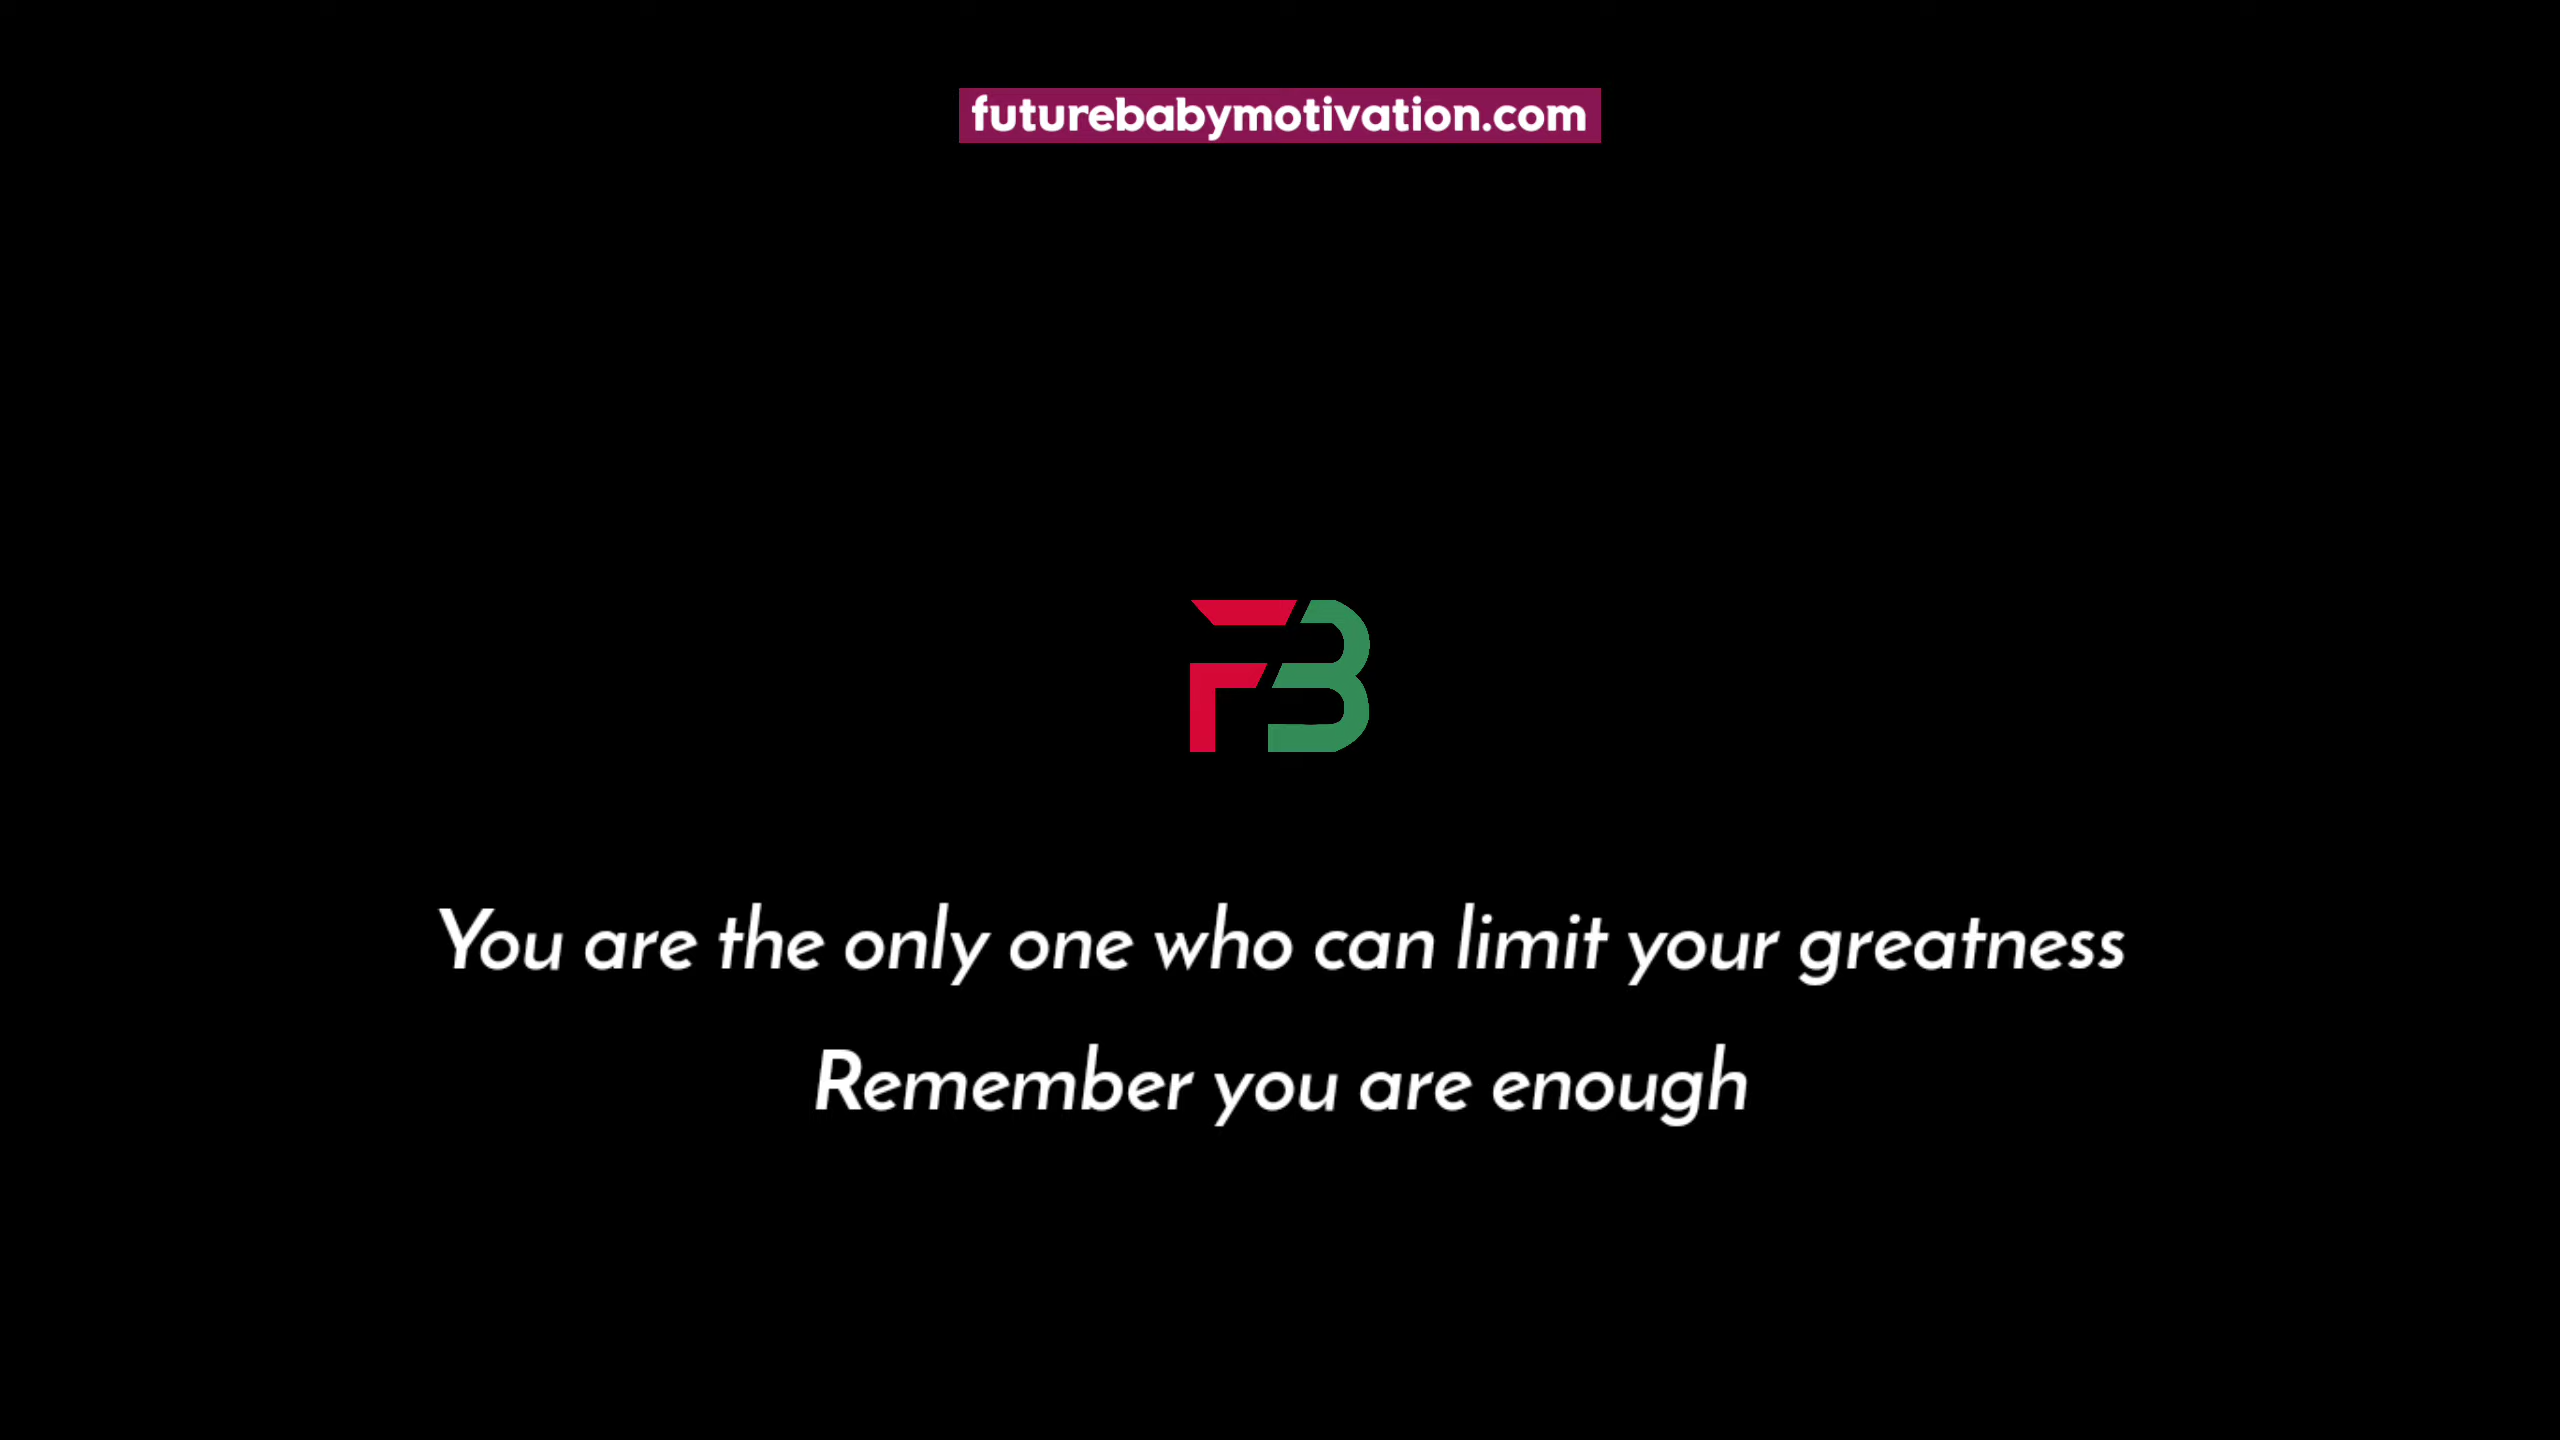 futurebabymotivation.com
FB
You are the only one who can limit your greatness
Remember you are enough